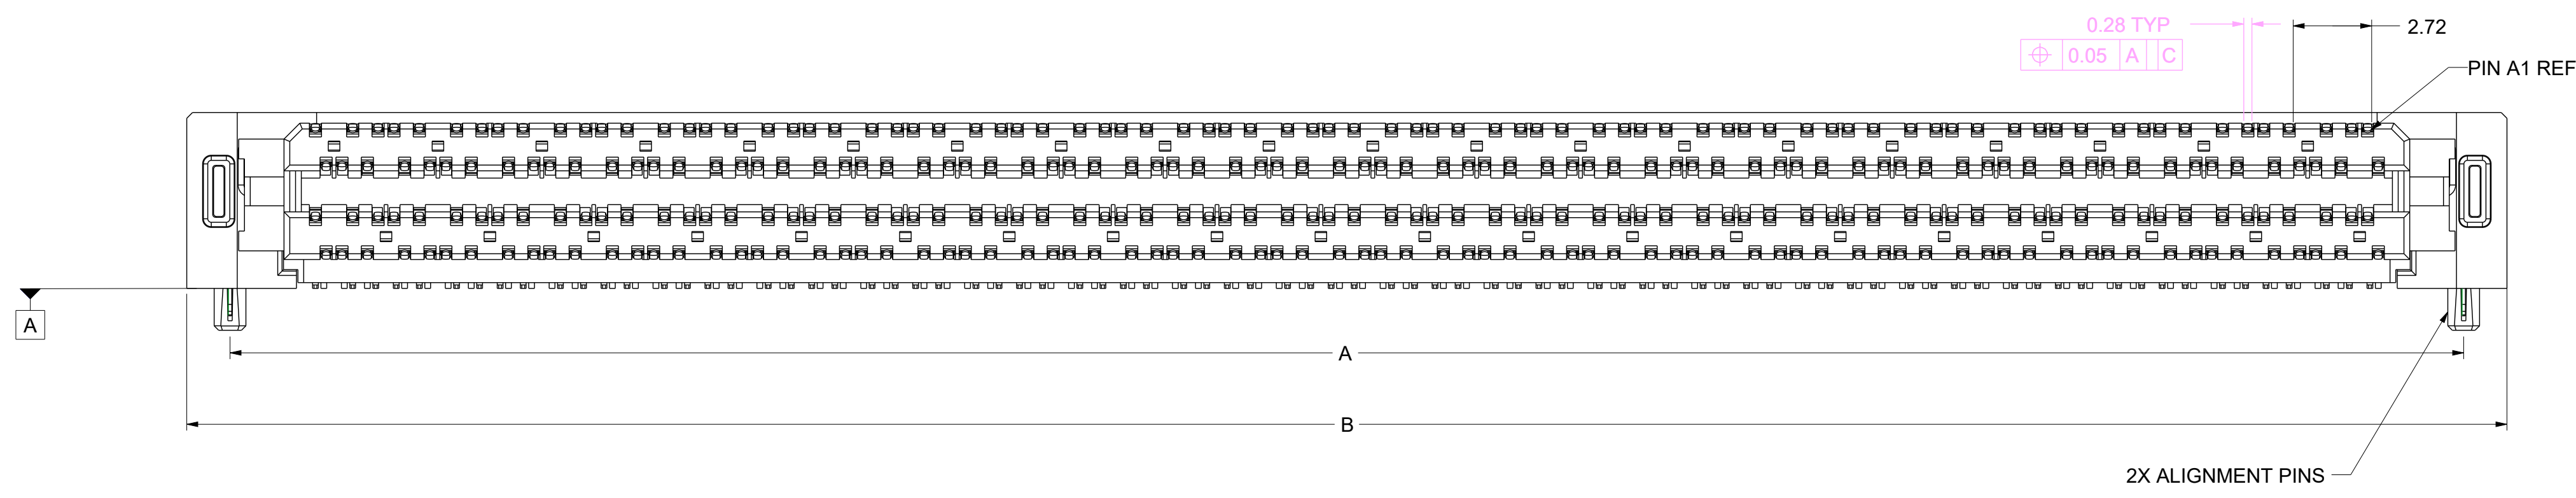 0.28 TYP
2.72
⌖ 0.05 A C
PIN A1 REF
A
A
B
2X ALIGNMENT PINS